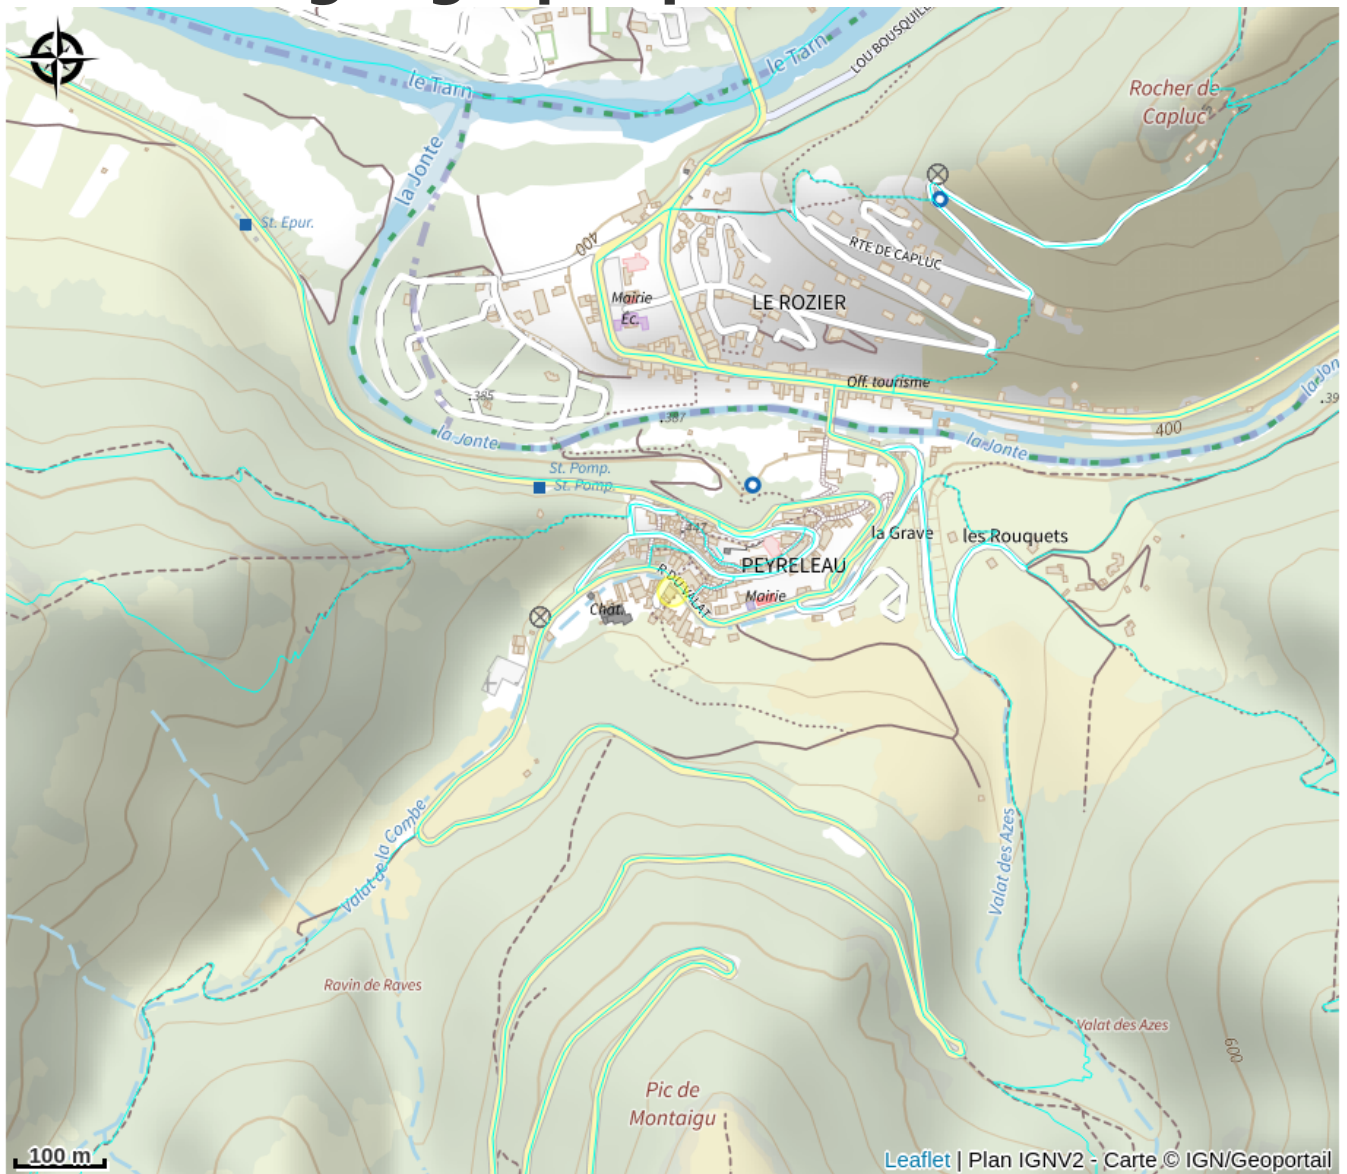 le Tarn
le Tarn
LOU BOUSQUILL
Rocher de
Capluc
la Jonte
St. Epur.
400
RTE DE CAPLUC
Mairie
Éc.
LE ROZIER
Off. tourisme
.385
.387
la Jonte
400
la Jonte
la Jon
.39
St. Pomp.
St. Pomp.
447
la Grave
les Rouquets
PEYRELEAU
R DU VALAT
Mairie
Chât.
Valat de la Combe
Valat des Azes
Ravin de Raves
Valat des Azes
600
Pic de
Montaigu
100 m
Leaflet | Plan IGNV2 - Carte © IGN/Geoportail